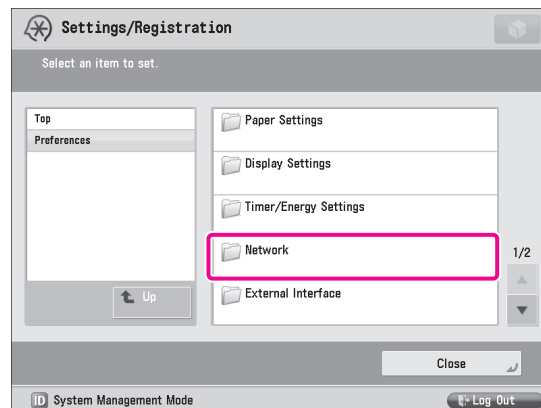 Settings/Registration
Select an item to set.
Top
Preferences
Up
Paper Settings
Display Settings
Timer/Energy Settings
Network
External Interface
1/2
Close
ID System Management Mode
Log Out